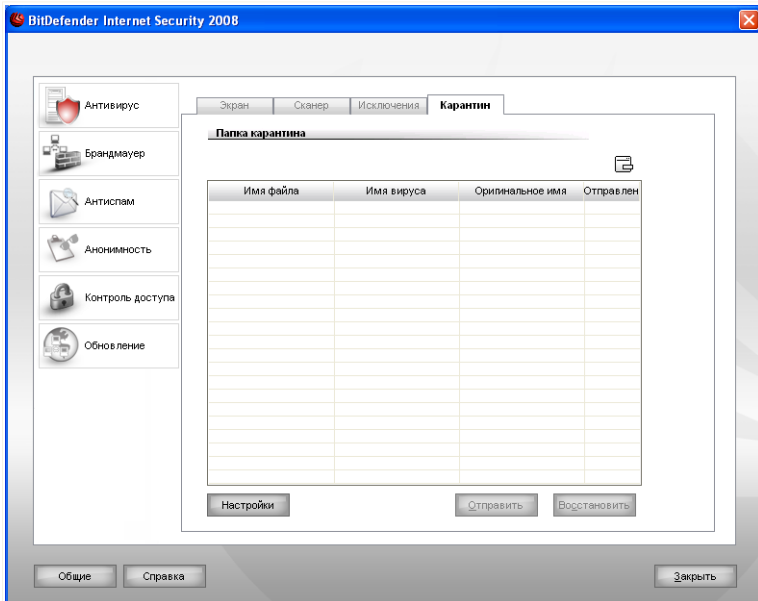 BitDefender Internet Security 2008
Антивирус
Брандмауер
Антиспам
Анонимность
Контроль доступа
Обновление
Экран Сканер Исключения Карантин
Папка карантина
Имя файла Имя вируса Оригинальное имя Отправлен
Настройки Отправить Восстановить
Общие Справка Закрыть